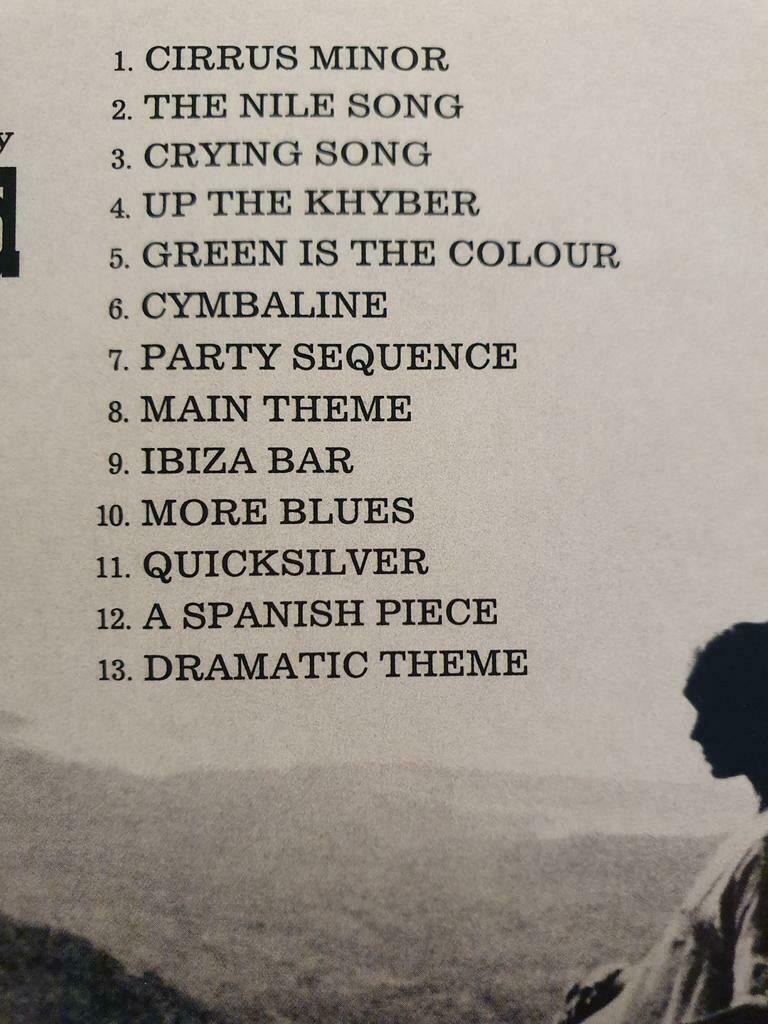 1. CIRRUS MINOR
2. THE NILE SONG
3. CRYING SONG
4. UP THE KHYBER
5. GREEN IS THE COLOUR
6. CYMBALINE
7. PARTY SEQUENCE
8. MAIN THEME
9. IBIZA BAR
10. MORE BLUES
11. QUICKSILVER
12. A SPANISH PIECE
13. DRAMATIC THEME